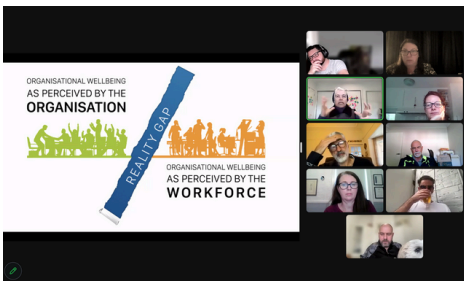 ORGANISATIONAL WELLBEING
AS PERCEIVED BY THE
ORGANISATION
REALITY GAP
ORGANISATIONAL WELLBEING
AS PERCEIVED BY THE
WORKFORCE